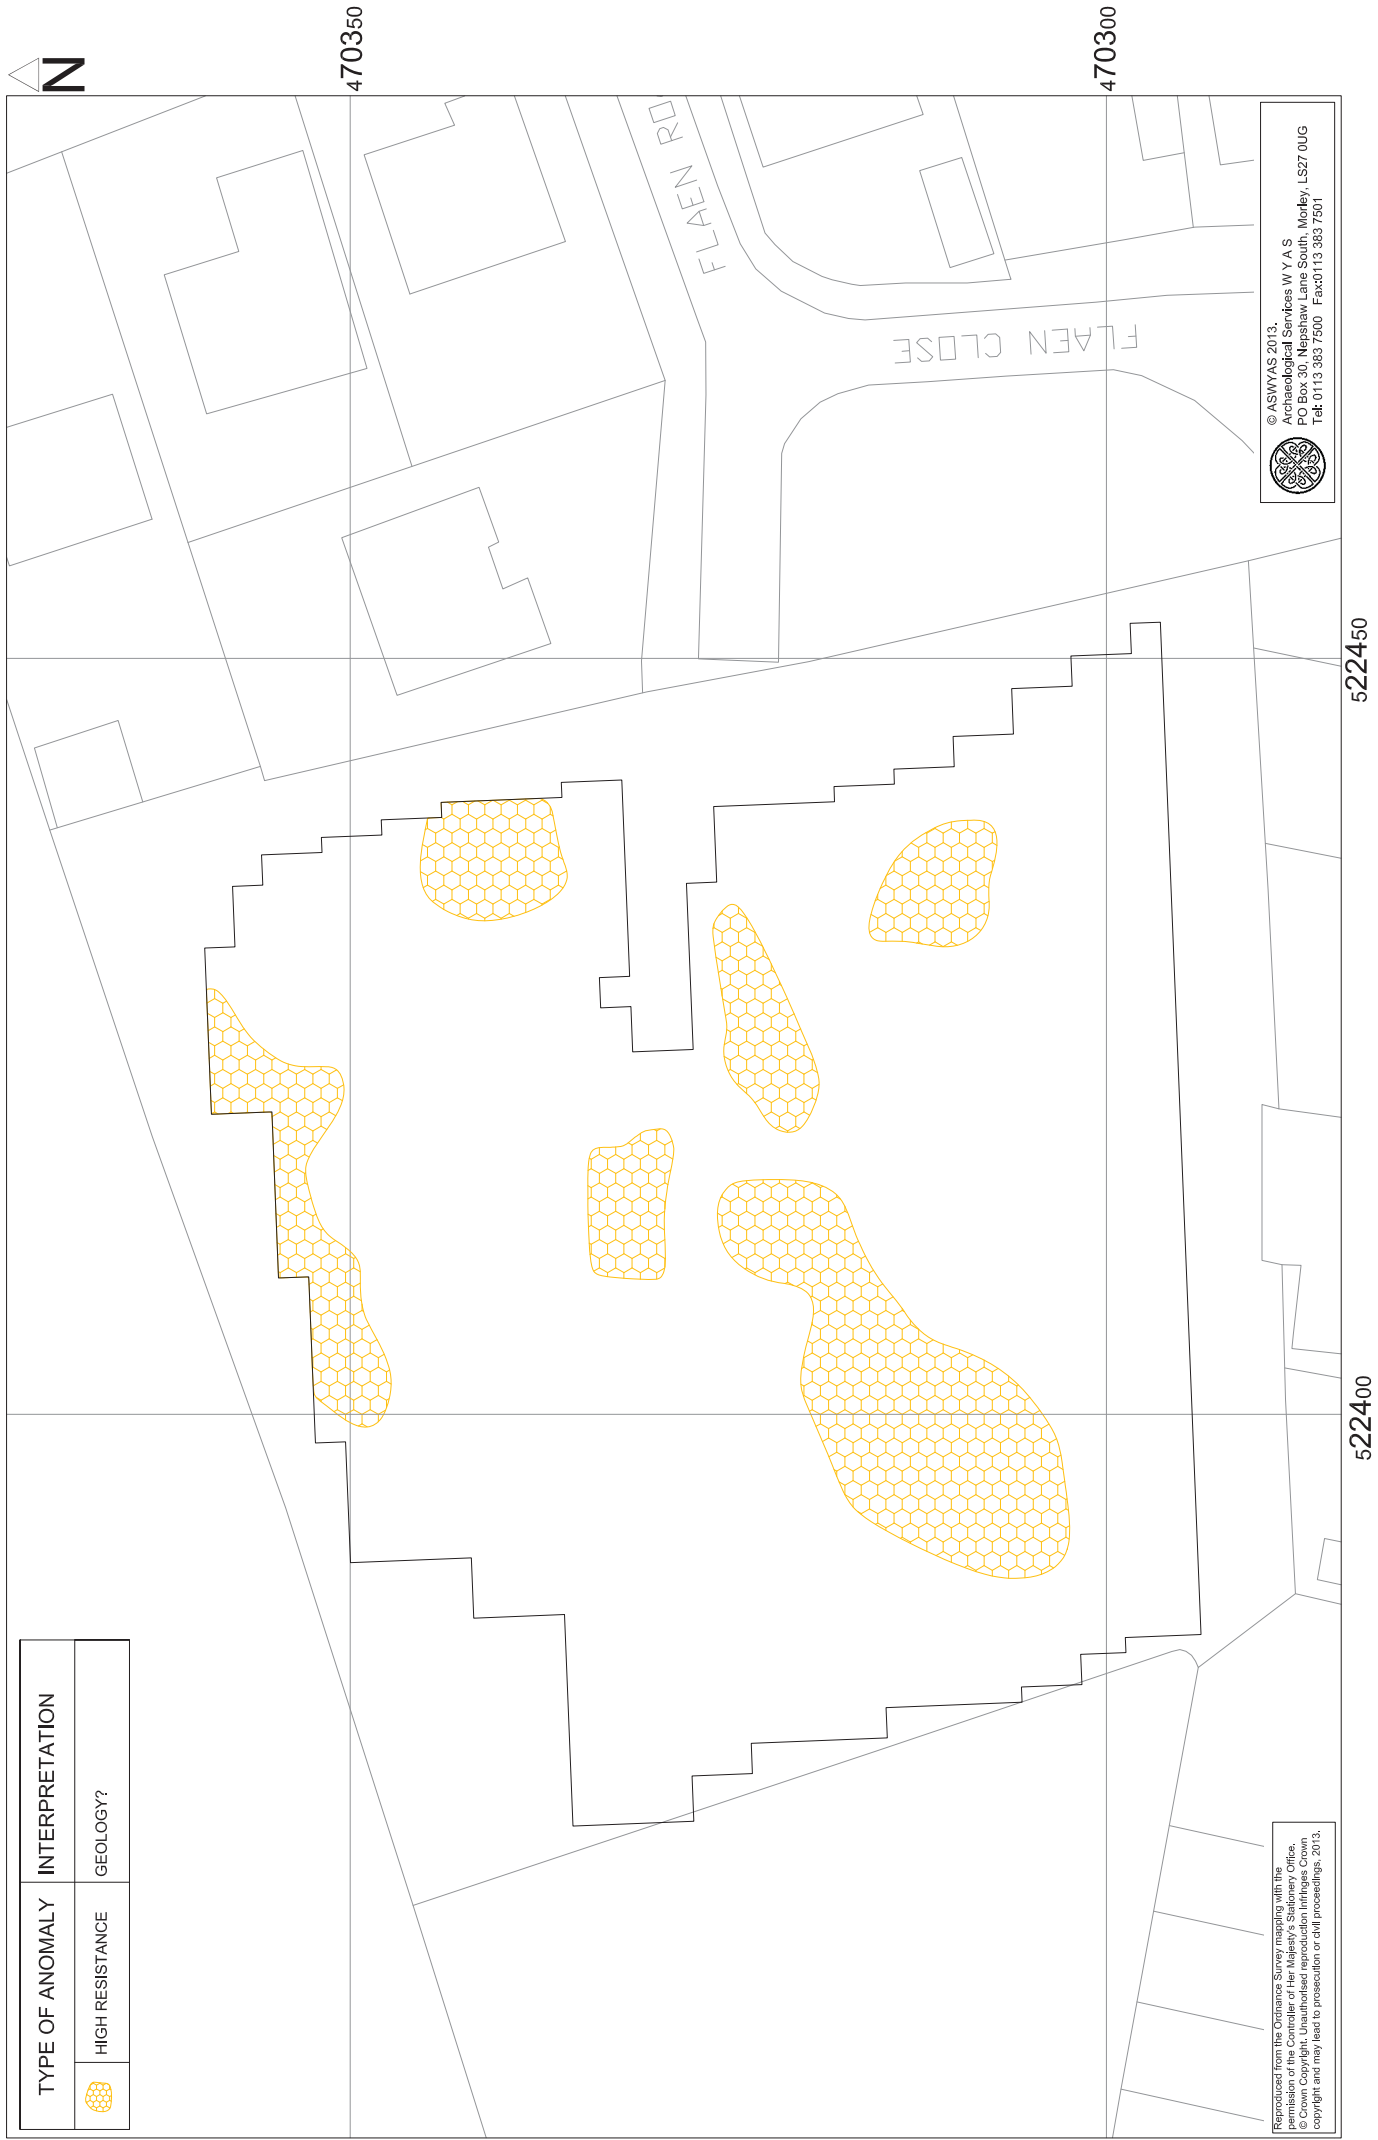 N
470350
470300
522450
522400
TYPE OF ANOMALY INTERPRETATION
HIGH RESISTANCE GEOLOGY?
FLAEN RO
FLAEN CLOSE
© ASWYAS 2013.
Archaeological Services W Y A S
PO Box 30, Nepshaw Lane South, Morley, LS27 0UG
Tel: 0113 383 7500 Fax:0113 383 7501
Reproduced from the Ordnance Survey mapping with the
permission of the Controller of Her Majesty's Stationery Office.
© Crown Copyright. Unauthorised reproduction infringes Crown
copyright and may lead to prosecution or civil proceedings, 2013.